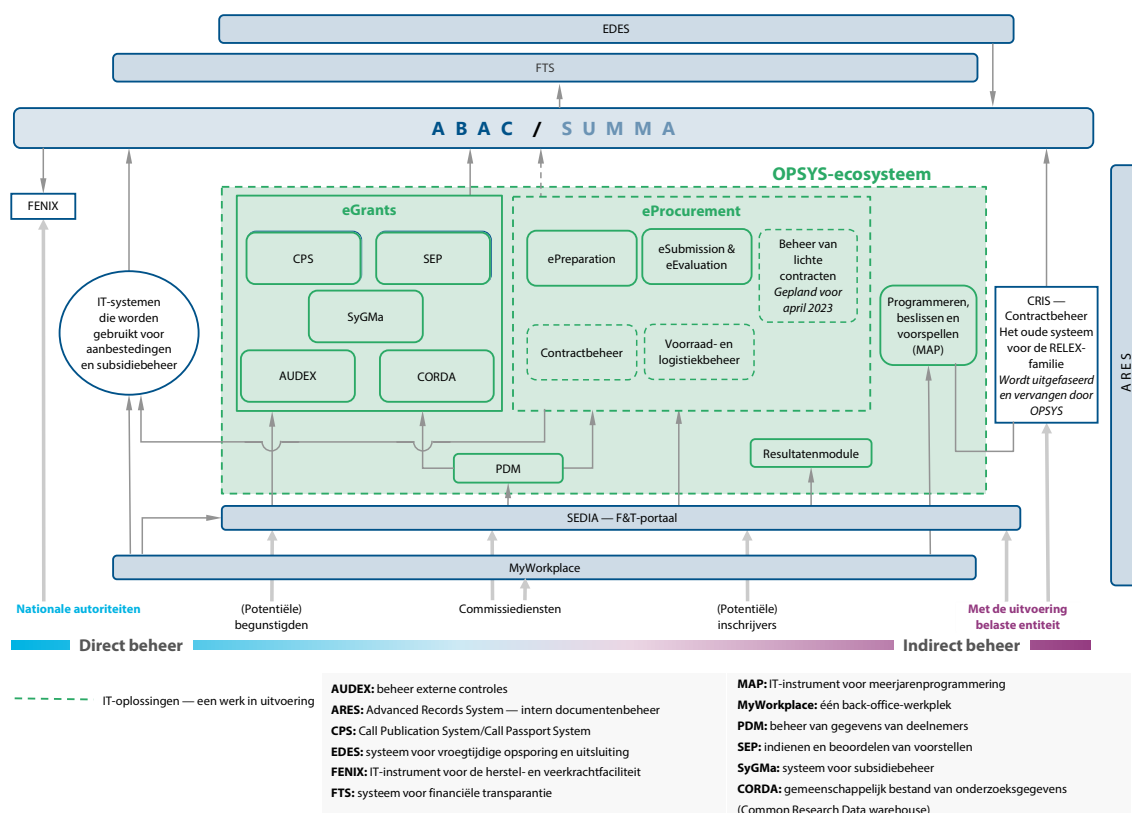 EDES
FTS
ABAC / SUMMA
OPSYS-ecosysteem
FENIX
eGrants
eProcurement
CPS
SEP
SyGMa
AUDEX
CORDA
ePreparation
eSubmission &
eEvaluation
Beheer van
lichte
contracten
Gepland voor
april 2023
Contractbeheer
Voorraad- en
logistiekbeheer
Programmeren,
beslissen en
voorspellen
(MAP)
IT-systemen
die worden
gebruikt voor
aanbestedingen
en subsidiebeheer
CRIS —
Contractbeheer
Het oude systeem
voor de RELEX-
familie
Wordt uitgefaseerd
en vervangen door
OPSYS
ARES
PDM
Resultatenmodule
SEDIA — F&T-portaal
MyWorkplace
Nationale autoriteiten
(Potentiële)
begunstigden
Commissiediensten
(Potentiële)
inschrijvers
Met de uitvoering
belaste entiteit
Direct beheer
Indirect beheer
IT-oplossingen — een werk in uitvoering
AUDEX: beheer externe controles
ARES: Advanced Records System — intern documentenbeheer
CPS: Call Publication System/Call Passport System
EDES: systeem voor vroegtijdige opsporing en uitsluiting
FENIX: IT-instrument voor de herstel- en veerkrachtfaciliteit
FTS: systeem voor financiële transparantie
MAP: IT-instrument voor meerjarenprogrammering
MyWorkplace: één back-office-werkplek
PDM: beheer van gegevens van deelnemers
SEP: indienen en beoordelen van voorstellen
SyGMa: systeem voor subsidiebeheer
CORDA: gemeenschappelijk bestand van onderzoeksgegevens
(Common Research Data warehouse)